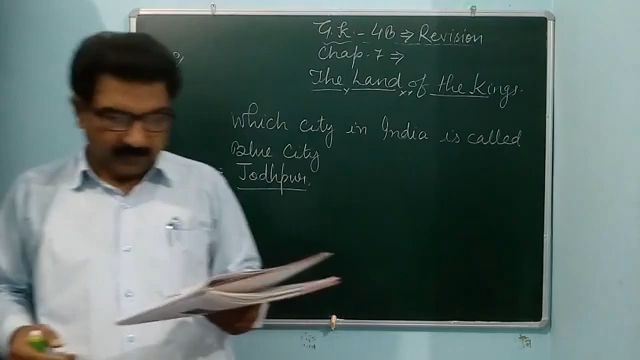 G.K - 4B ⇒ Revision
Chap. 7 ⇒
The Land of the Kings.
Which city in India is called
Blue City
Jodhpur.